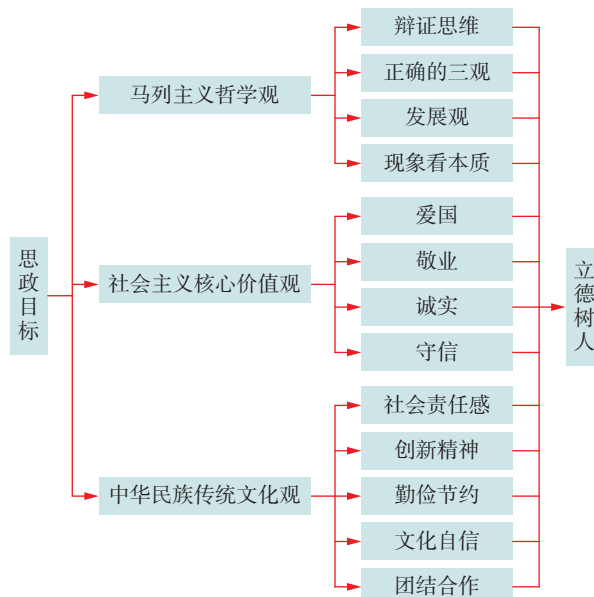 思政目标
马列主义哲学观
辩证思维
正确的三观
发展观
现象看本质
社会主义核心价值观
爱国
敬业
诚实
守信
中华民族传统文化观
社会责任感
创新精神
勤俭节约
文化自信
团结合作
立德树人